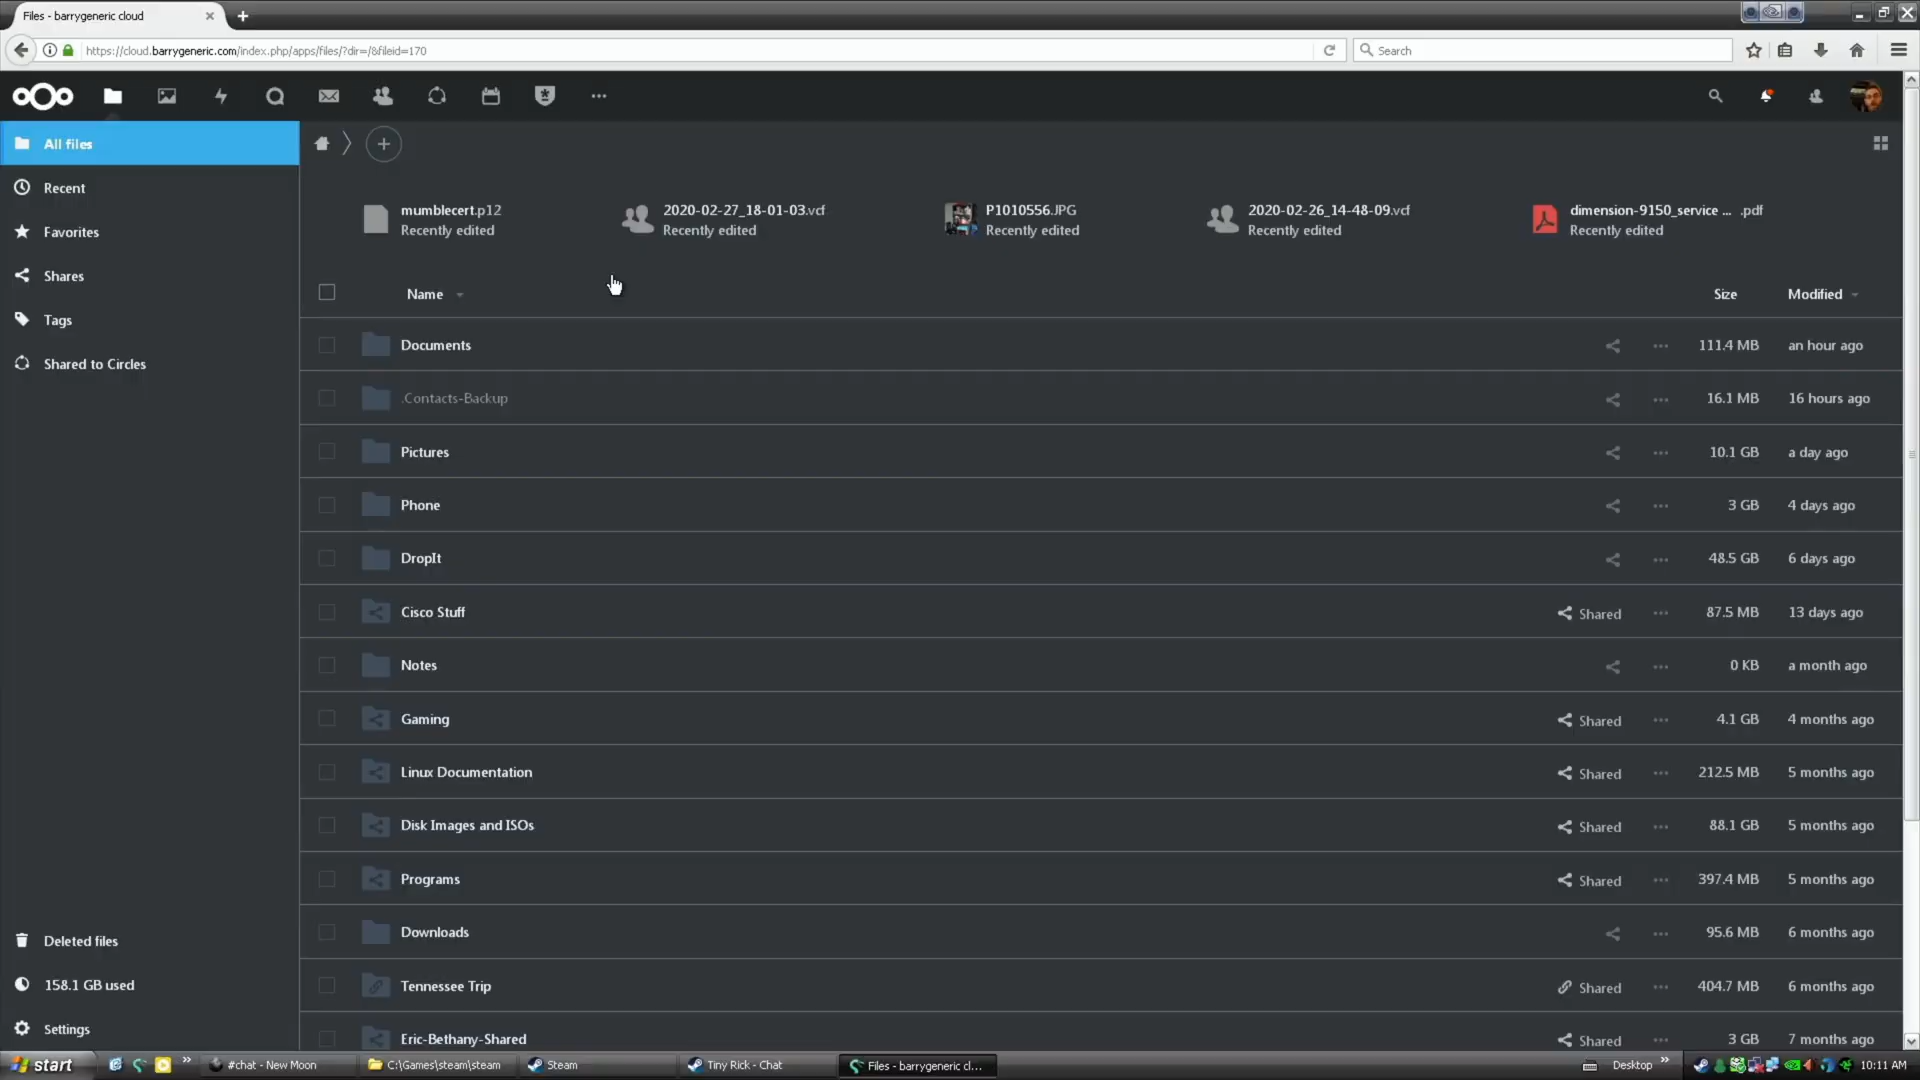 Files - barrygeneric cloud
https://cloud.barrygeneric.com/index.php/apps/files/?dir=/&fileid=170
Search
All files
Recent
Favorites
Shares
Tags
Shared to Circles
Deleted files
158.1 GB used
Settings
mumblecert.p12
Recently edited
2020-02-27_18-01-03.vcf
Recently edited
P1010556.JPG
Recently edited
2020-02-26_14-48-09.vcf
Recently edited
dimension-9150_service ... .pdf
Recently edited
Name Size Modified
Documents 111.4 MB an hour ago
.Contacts-Backup 16.1 MB 16 hours ago
Pictures 10.1 GB a day ago
Phone 3 GB 4 days ago
DropIt 48.5 GB 6 days ago
Cisco Stuff Shared 87.5 MB 13 days ago
Notes 0 KB a month ago
Gaming Shared 4.1 GB 4 months ago
Linux Documentation Shared 212.5 MB 5 months ago
Disk Images and ISOs Shared 88.1 GB 5 months ago
Programs Shared 397.4 MB 5 months ago
Downloads 95.6 MB 6 months ago
Tennessee Trip Shared 404.7 MB 6 months ago
Eric-Bethany-Shared Shared 3 GB 7 months ago
start #chat - New Moon C:\Games\steam\steam Steam Tiny Rick - Chat Files - barrygeneric cl... Desktop 10:11 AM